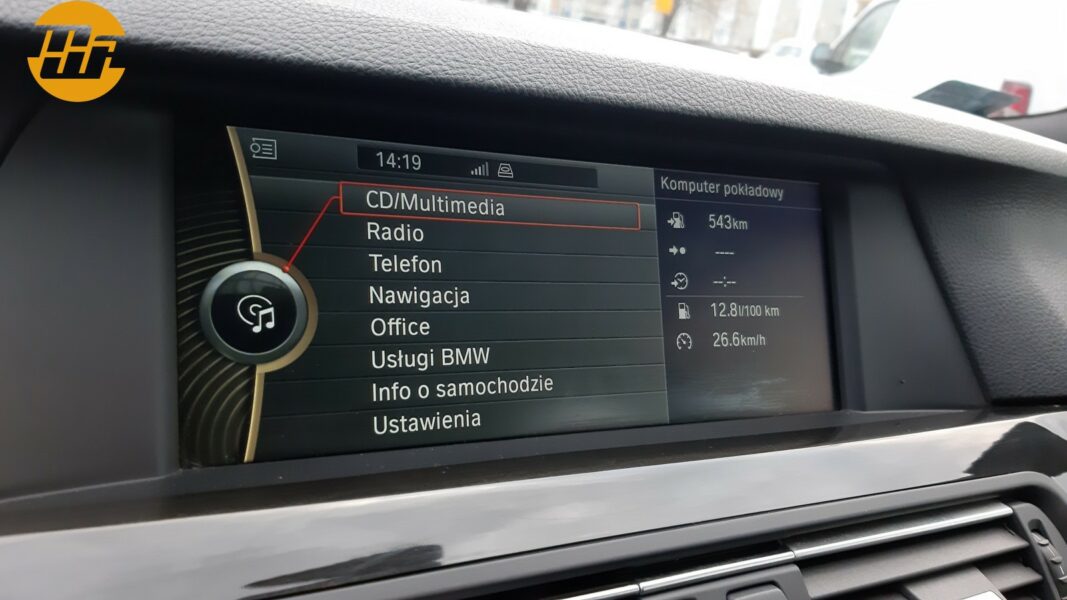 14:19
CD/Multimedia
Radio
Telefon
Nawigacja
Office
Usługi BMW
Info o samochodzie
Ustawienia
Komputer pokładowy
543km
----
--:--
12.8l/100 km
26.6km/h